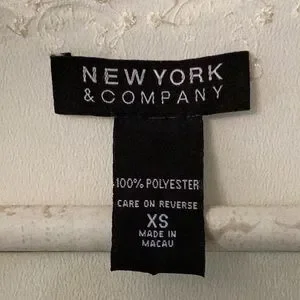 NEW YORK
& COMPANY
100% POLYESTER
CARE ON REVERSE
XS
MADE IN
MACAU